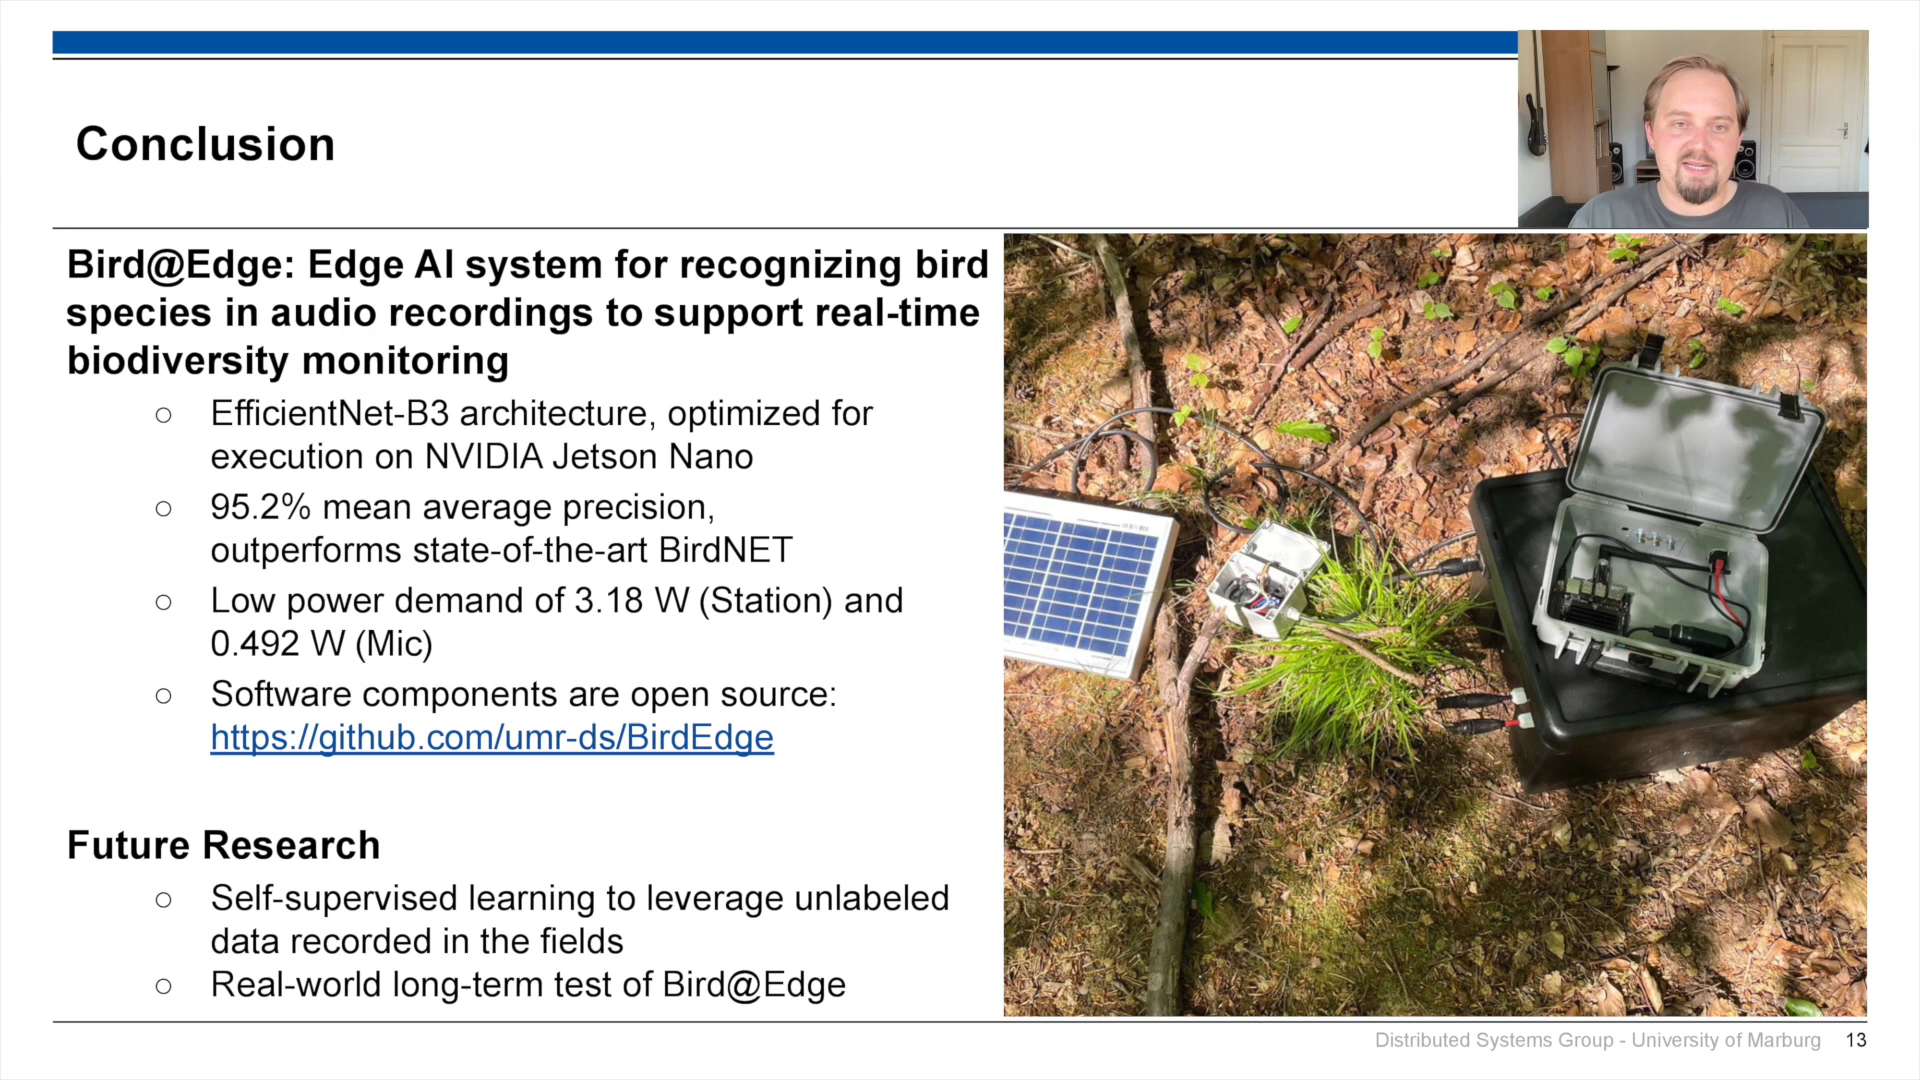 Conclusion
Bird@Edge: Edge AI system for recognizing bird
species in audio recordings to support real-time
biodiversity monitoring
○ EfficientNet-B3 architecture, optimized for
execution on NVIDIA Jetson Nano
○ 95.2% mean average precision,
outperforms state-of-the-art BirdNET
○ Low power demand of 3.18 W (Station) and
0.492 W (Mic)
○ Software components are open source:
https://github.com/umr-ds/BirdEdge
Future Research
○ Self-supervised learning to leverage unlabeled
data recorded in the fields
○ Real-world long-term test of Bird@Edge
Distributed Systems Group - University of Marburg 13